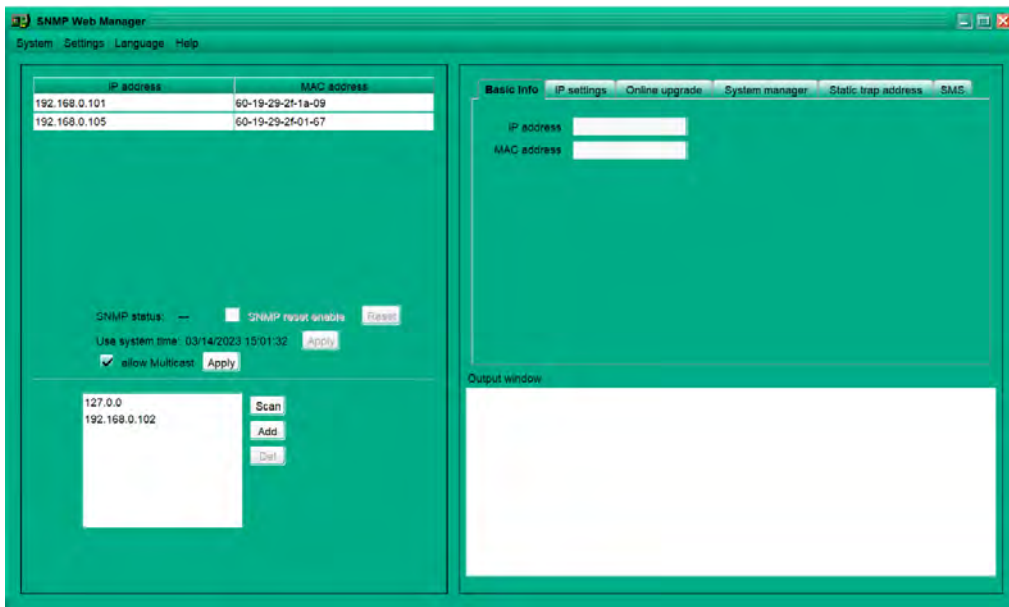 SNMP Web Manager
System Settings Language Help
IP address MAC address
192.168.0.101 60-19-29-2f-1a-09
192.168.0.105 60-19-29-2f-01-67
SNMP status: --- SNMP reset enable Reset
Use system time: 03/14/2023 15:01:32 Apply
allow Multicast Apply
127.0.0
192.168.0.102
Scan
Add
Del
Basic Info IP settings Online upgrade System manager Static trap address SMS
IP address
MAC address
Output window